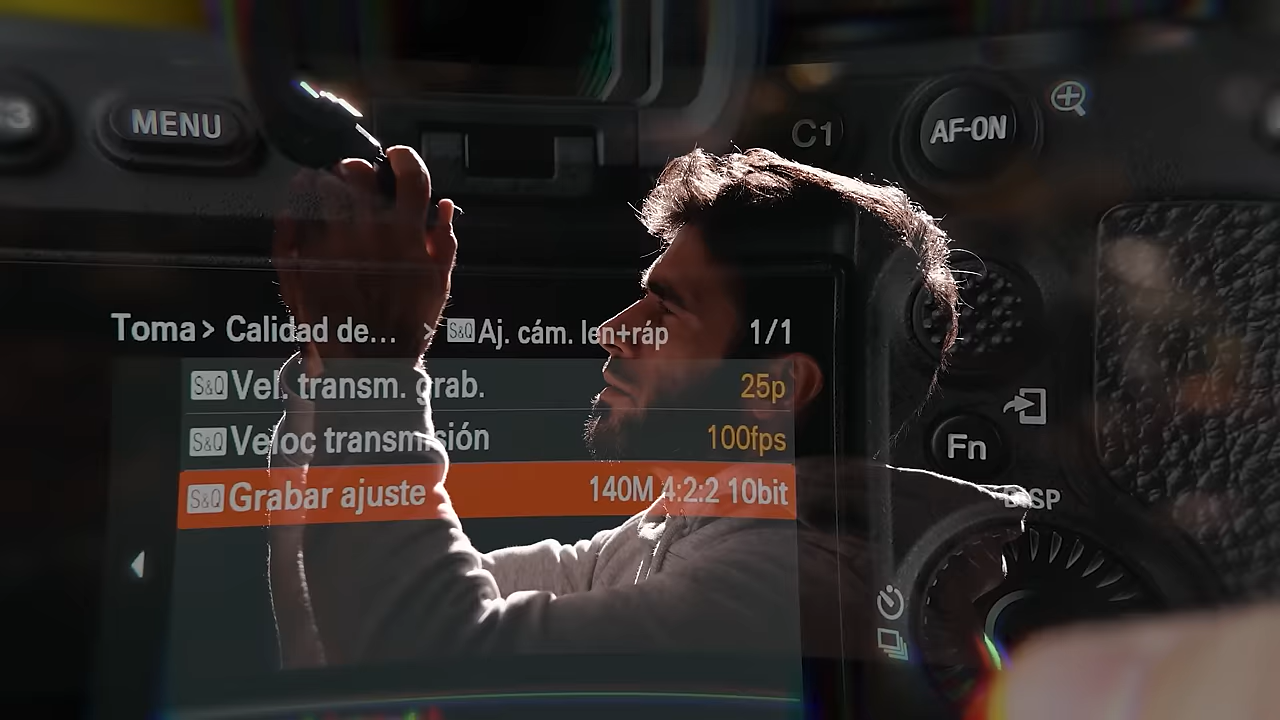 MENU
C1
AF-ON
Toma > Calidad de... > S&Q Aj. cám. len+ráp 1/1
S&Q Vel. transm. grab. 25p
S&Q Veloc transmisión 100fps
S&Q Grabar ajuste 140M 4:2:2 10bit
Fn
DISP